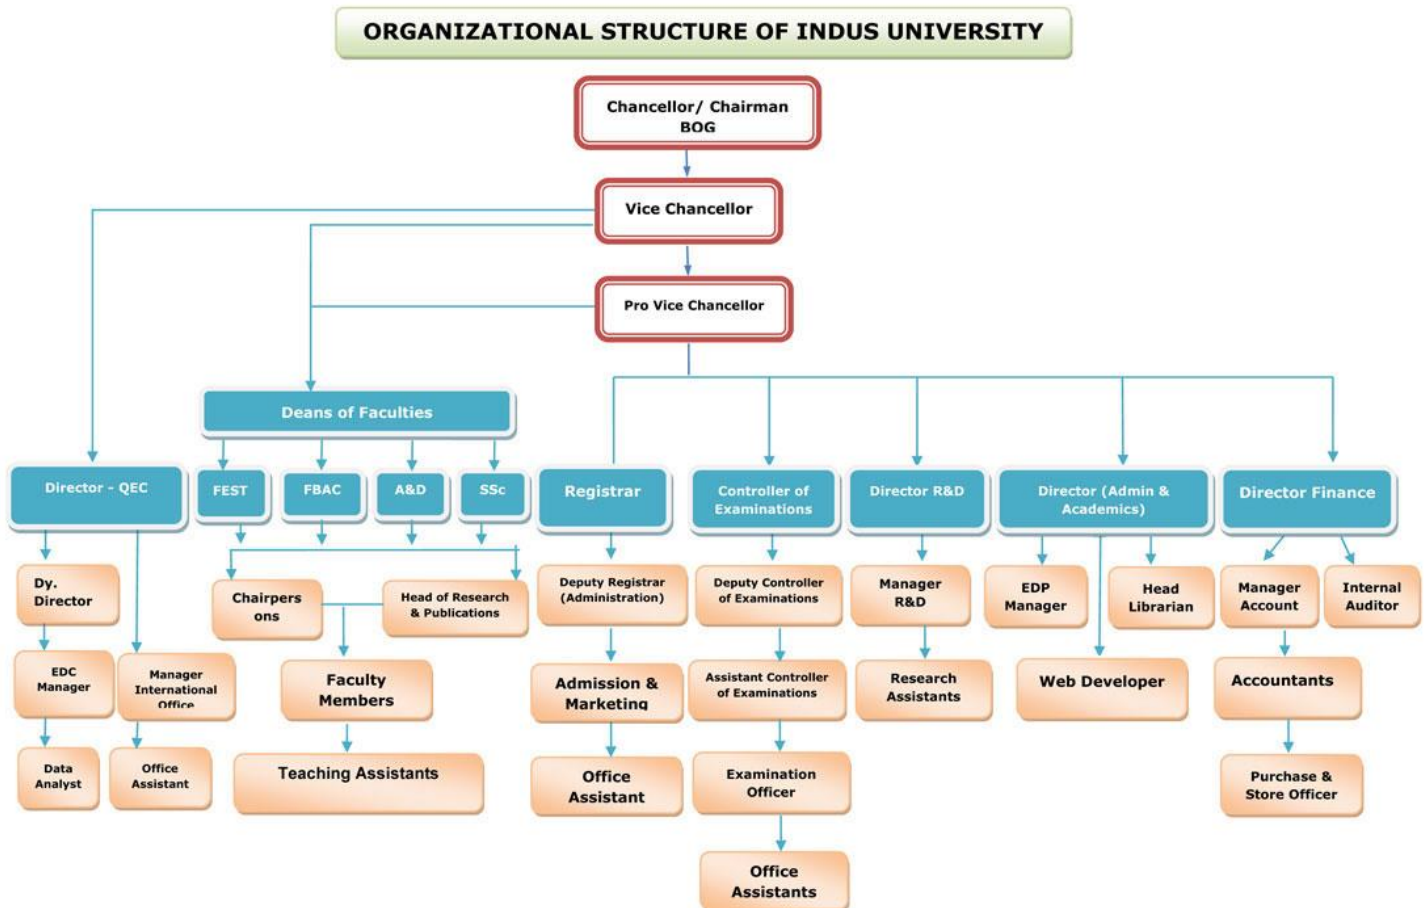 ORGANIZATIONAL STRUCTURE OF INDUS UNIVERSITY
Chancellor/ Chairman
BOG
Vice Chancellor
Pro Vice Chancellor
Deans of Faculties
Director - QEC
FEST
FBAC
A&D
SSc
Registrar
Controller of
Examinations
Director R&D
Director (Admin &
Academics)
Director Finance
Dy.
Director
Chairpers
ons
Head of Research
& Publications
Deputy Registrar
(Administration)
Deputy Controller
of Examinations
Manager
R&D
EDP
Manager
Head
Librarian
Manager
Account
Internal
Auditor
EDC
Manager
Manager
International
Office
Faculty
Members
Admission &
Marketing
Assistant Controller
of Examinations
Research
Assistants
Web Developer
Accountants
Data
Analyst
Office
Assistant
Teaching Assistants
Office
Assistant
Examination
Officer
Purchase &
Store Officer
Office
Assistants